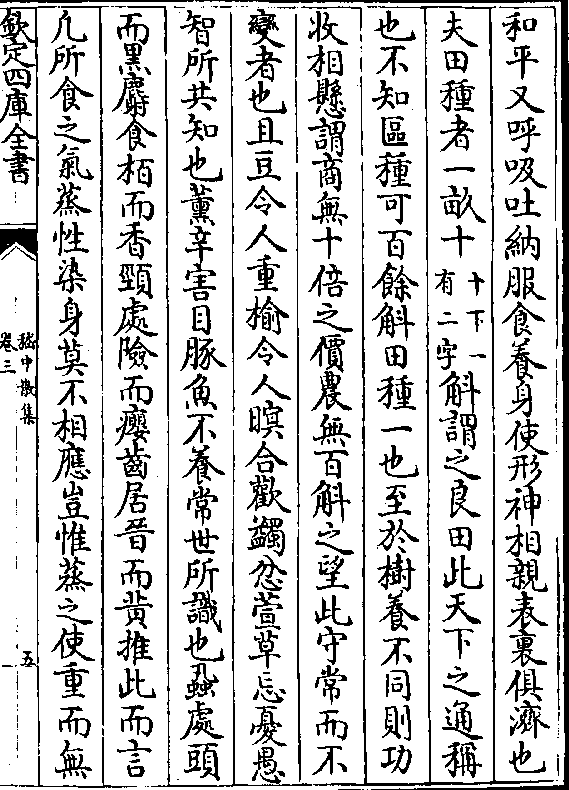 和平又呼吸吐納服食養身使形神相親表裏俱濟也
夫田種者一畝十十下一有二字斛謂之良田此天下之通稱
也不知區種可百餘斛田種一也至於樹養不同則功
收相懸謂商無十倍之價農無百斛之望此守常而不
變者也且豆令人重榆令人瞑合歡蠲忿萱草忘憂愚
智所共知也薰辛害目豚魚不養常世所識也蝨處頭
而黑麝食栢而香頸處險而癭齒居晉而黃推此而言
凢所食之氣蒸性染身莫不相應豈惟蒸之使重而無
欽定四庫全書
嵇中散集
卷三
五